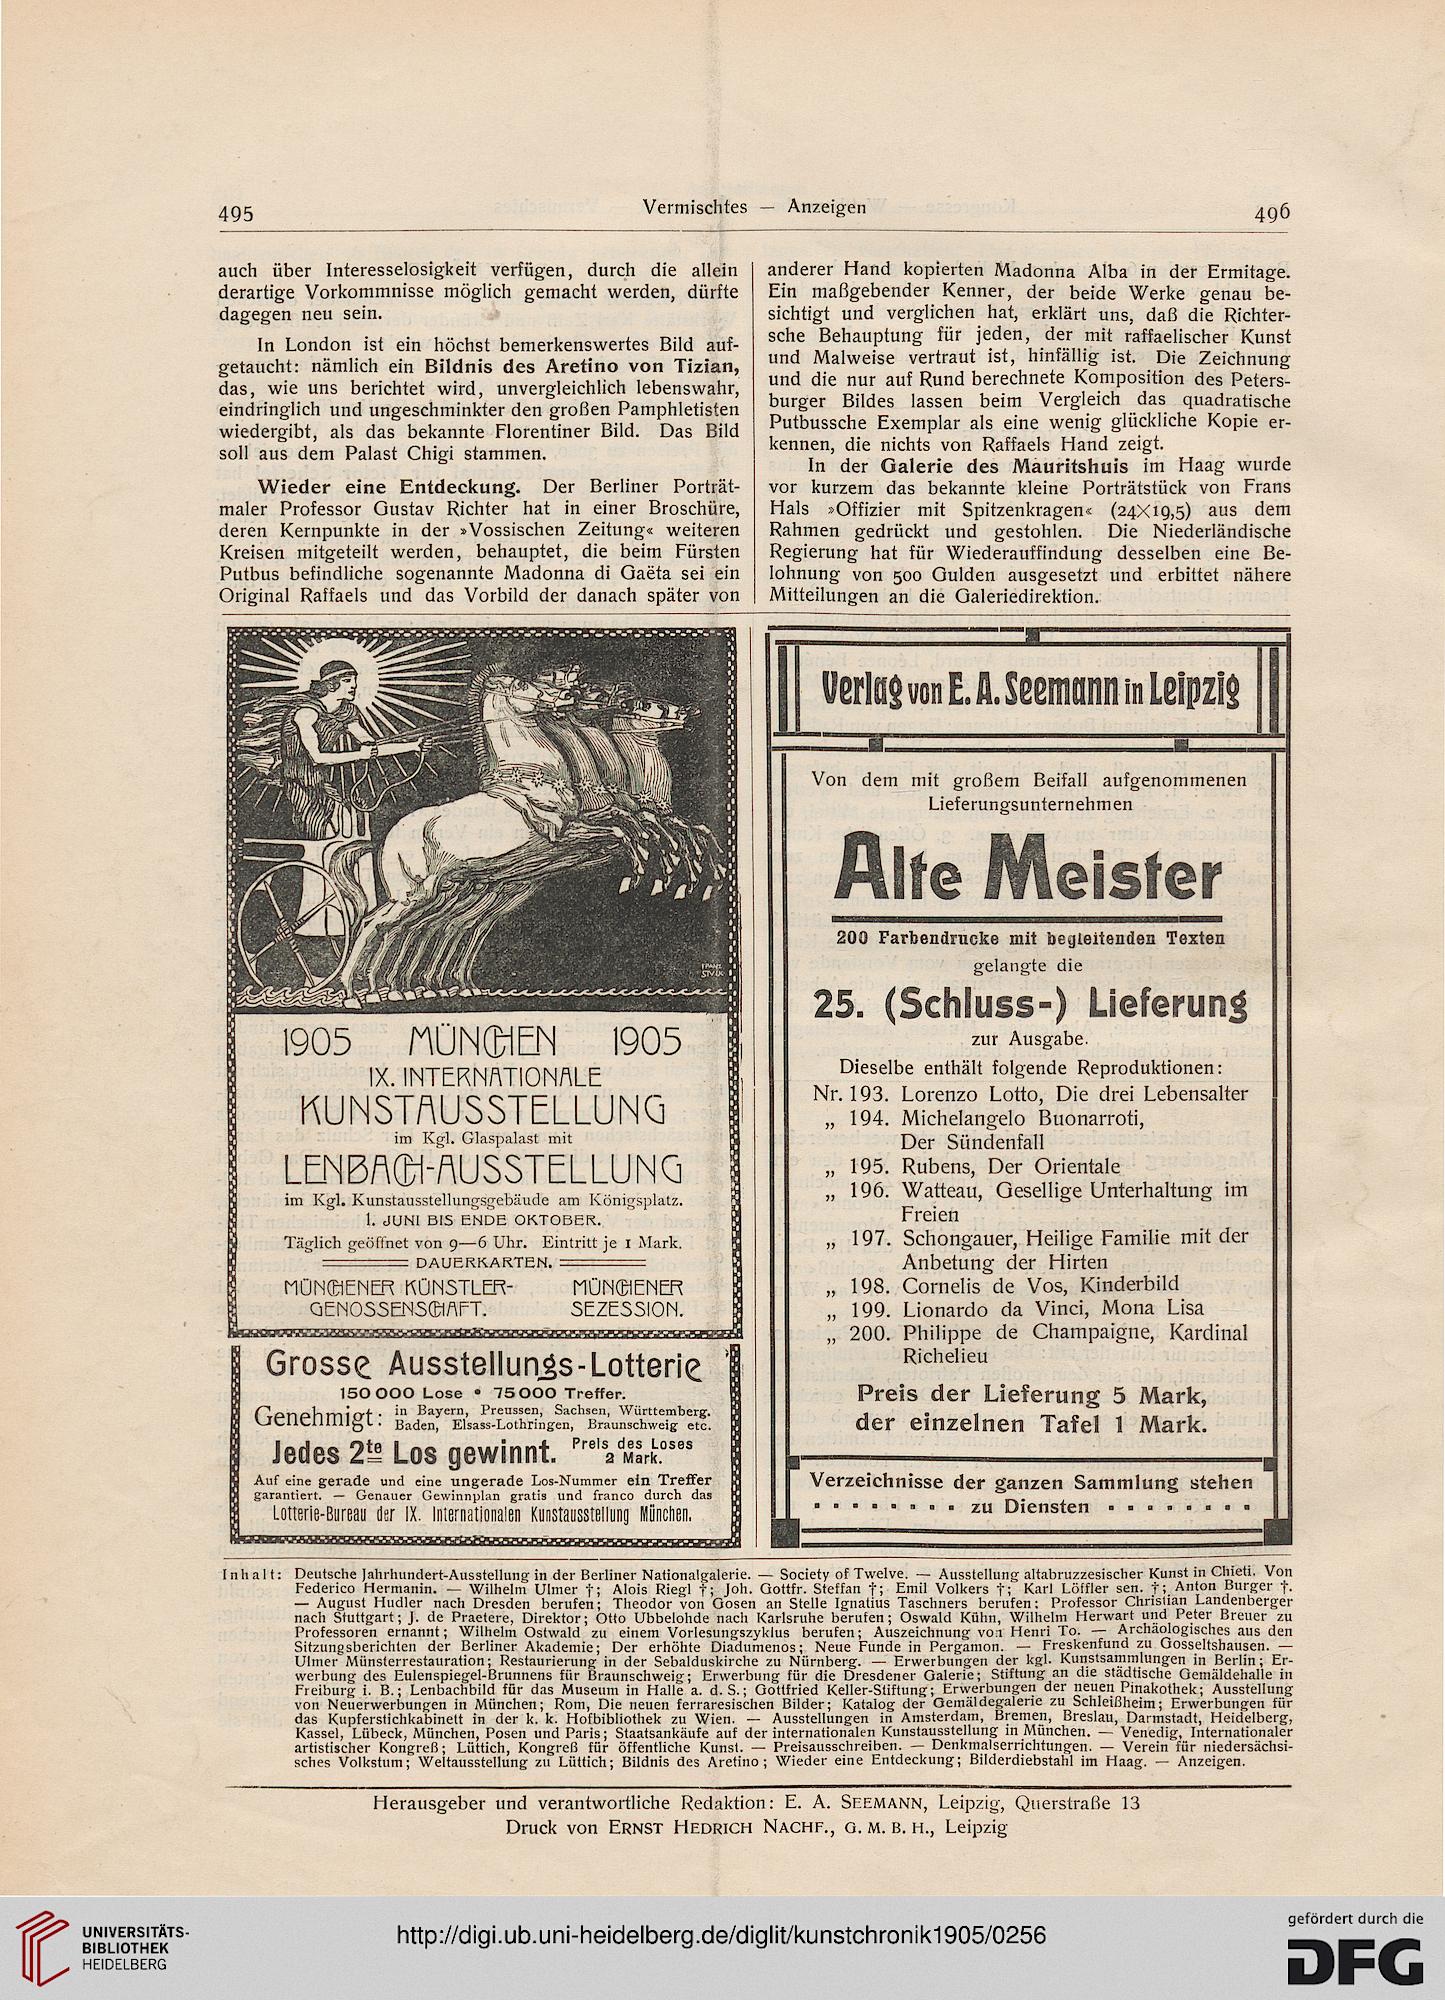 495
Vermischtes — Anzeigen
496
auch über Interesselosigkeit verfügen, durch die allein
derartige Vorkommnisse möglich gemacht werden, dürfte
dagegen neu sein.
In London ist ein höchst bemerkenswertes Bild auf-
getaucht: nämlich ein Bildnis des Aretino von Tizian,
das, wie uns berichtet wird, unvergleichlich lebenswahr,
eindringlich und ungeschminkter den großen Pamphletisten
wiedergibt, als das bekannte Florentiner Bild. Das Bild
soll aus dem Palast Chigi stammen.
Wieder eine Entdeckung. Der Berliner Porträt-
maler Professor Gustav Richter hat in einer Broschüre,
deren Kernpunkte in der »Vossischen Zeitung« weiteren
Kreisen mitgeteilt werden, behauptet, die beim Fürsten
Putbus befindliche sogenannte Madonna di Gaëta sei ein
Original Raffaels und das Vorbild der danach später von
anderer Hand kopierten Madonna Alba in der Ermitage.
Ein maßgebender Kenner, der beide Werke genau be-
sichtigt und verglichen hat, erklärt uns, daß die Richter-
sche Behauptung für jeden, der mit raffaelischer Kunst
und Malweise vertraut ist, hinfällig ist. Die Zeichnung
und die nur auf Rund berechnete Komposition des Peters-
burger Bildes lassen beim Vergleich das quadratische
Putbussche Exemplar als eine wenig glückliche Kopie er-
kennen, die nichts von Raffaels Hand zeigt.
In der Galerie des Mauritshuis im Haag wurde
vor kurzem das bekannte kleine Porträtstück von Frans
Hals »Offizier mit Spitzenkragen« (24×19,5) aus dem
Rahmen gedrückt und gestohlen. Die Niederländische
Regierung hat für Wiederauffindung desselben eine Be-
lohnung von 500 Gulden ausgesetzt und erbittet nähere
Mitteilungen an die Galeriedirektion.
FRANZ
STVCK
1905 MÜNCHEN 1905
IX. INTERNATIONALE
KUNSTAUSSTELLUNG
im Kgl. Glaspalast mit
LENBACH-AUSSTELLUNG
im Kgl. Kunstausstellungsgebäude am Königsplatz.
1. JUNI BIS ENDE OKTOBER.
Täglich geöffnet von 9—6 Uhr. Eintritt je 1 Mark.
DAUERKARTEN.
MÜNCHENER KÜNSTLER- MÜNCHENER
GENOSSENSCHAFT. SEZESSION.
Grosse Ausstellungs-Lotterie
150 000 Lose • 75 000 Treffer.
Genehmigt: in Bayern, Preussen, Sachsen, Württemberg.
Baden, Elsass-Lothringen, Braunschweig etc.
Jedes 2te Los gewinnt. Preis des Loses
2 Mark.
Auf eine gerade und eine ungerade Los-Nummer ein Treffer
garantiert. — Genauer Gewinnplan gratis und franco durch das
Lotterie-Bureau der IX. Internationalen Kunstausstellung München.
Verlag von E. A. Seemann in Leipzig
Von dem mit großem Beifall aufgenommenen
Lieferungsunternehmen
Alte Meister
200 Farbendrucke mit begleitenden Texten
gelangte die
25. (Schluss-) Lieferung
zur Ausgabe.
Dieselbe enthält folgende Reproduktionen:
Nr. 193. Lorenzo Lotto, Die drei Lebensalter
„ 194. Michelangelo Buonarroti,
Der Sündenfall
„ 195. Rubens, Der Orientale
„ 196. Watteau, Gesellige Unterhaltung im
Freien
„ 197. Schongauer, Heilige Familie mit der
Anbetung der Hirten
„ 198. Cornelis de Vos, Kinderbild
„ 199. Lionardo da Vinci, Mona Lisa
„ 200. Philippe de Champaigne, Kardinal
Richelieu
Preis der Lieferung 5 Mark,
der einzelnen Tafel 1 Mark.
Verzeichnisse der ganzen Sammlung stehen
zu Diensten
Inhalt: Deutsche Jahrhundert-Ausstellung in der Berliner Nationalgalerie. — Society of Twelve. — Ausstellung altabruzzesischer Kunst in Chieti. Von
Federico Hermanin. — Wilhelm Ulmer †; Alois Riegl †; Joh. Gottfr. Steffan †; Emil Volkers †; Karl Löffler sen. †; Anton Burger †.
— August Hudler nach Dresden berufen; Theodor von Gosen an Stelle Ignatius Taschners berufen; Professor Christian Landenberger
nach Stuttgart; J. de Praetere, Direktor; Otto Ubbelohde nach Karlsruhe berufen; Oswald Kühn, Wilhelm Herwart und Peter Breuer zu
Professoren ernannt; Wilhelm Ostwald zu einem Vorlesungszyklus berufen; Auszeichnung von Henri To. — Archäologisches aus den
Sitzungsberichten der Berliner Akademie; Der erhöhte Diadumenos; Neue Funde in Pergamon. — Freskenfund zu Gosseltshausen. —
Ulmer Münsterrestauration; Restaurierung in der Sebalduskirche zu Nürnberg. — Erwerbungen der kgl. Kunstsammlungen in Berlin; Er-
werbung des Eulenspiegel-Brunnens für Braunschweig; Erwerbung für die Dresdener Galerie; Stiftung an die städtische Gemäldehalle in
Freiburg i. B.; Lenbachbild für das Museum in Halle a. d. S.; Gottfried Keller-Stiftung; Erwerbungen der neuen Pinakothek; Ausstellung
von Neuerwerbungen in München; Rom, Die neuen ferraresischen Bilder; Katalog der Gemäldegalerie zu Schleißheim; Erwerbungen für
das Kupferstichkabinett in der k. k. Hofbibliothek zu Wien. — Ausstellungen in Amsterdam, Bremen, Breslau, Darmstadt, Heidelberg,
Kassel, Lübeck, München, Posen und Paris; Staatsankäufe auf der internationalen Kunstausstellung in München. — Venedig, Internationaler
artistischer Kongreß; Lüttich, Kongreß für öffentliche Kunst. — Preisausschreiben. — Denkmalserrichtungen. — Verein für niedersächsi-
sches Volkstum; Weltausstellung zu Lüttich; Bildnis des Aretino; Wieder eine Entdeckung; Bilderdiebstahl im Haag. — Anzeigen.
Herausgeber und verantwortliche Redaktion: E. A. SEEMANN, Leipzig, Querstraße 13
Druck von ERNST HEDRICH NACHF., G. M. B. H., Leipzig
UNIVERSITÄTS-
BIBLIOTHEK
HEIDELBERG
http://digi.ub.uni-heidelberg.de/diglit/kunstchronik1905/0256
gefördert durch die
DFG